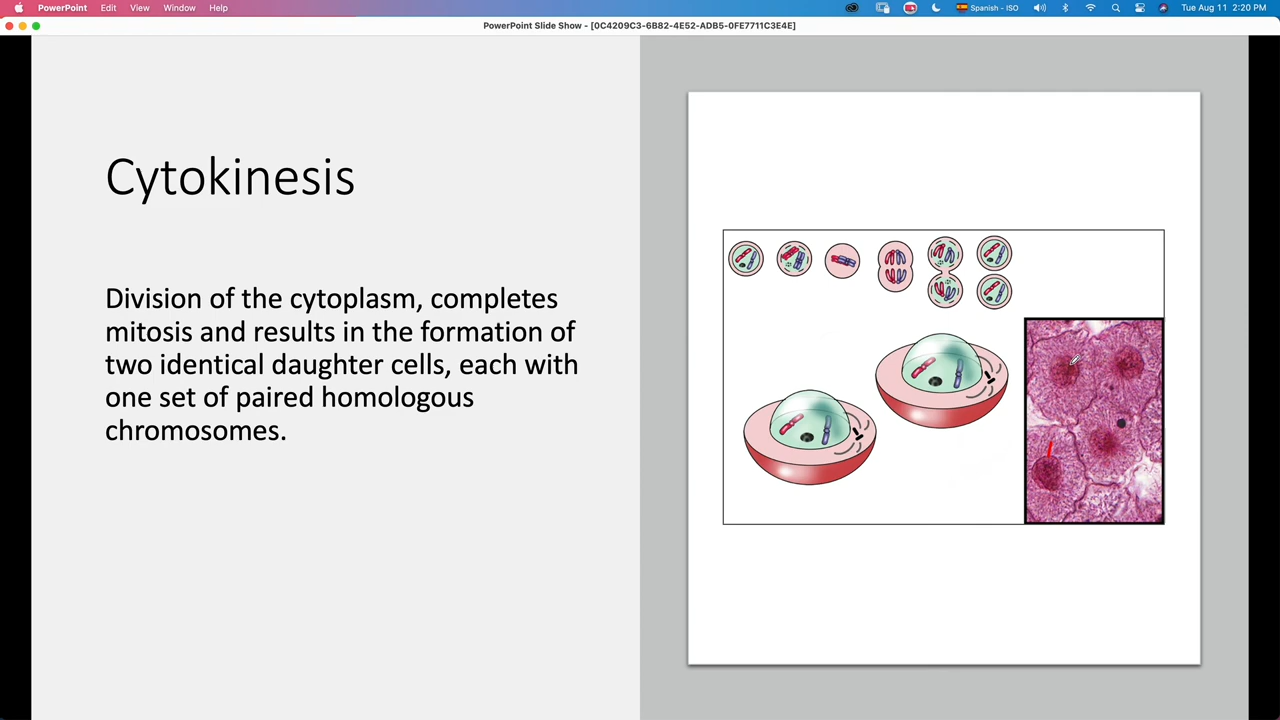 PowerPoint Edit View Window Help Spanish - ISO Tue Aug 11 2:20 PM
PowerPoint Slide Show - [0C4209C3-6B82-4E52-ADB5-0FE7711C3E4E]
Cytokinesis
Division of the cytoplasm, completes
mitosis and results in the formation of
two identical daughter cells, each with
one set of paired homologous
chromosomes.